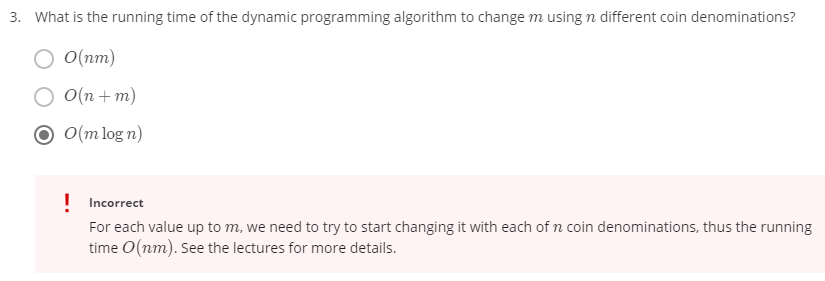 3. What is the running time of the dynamic programming algorithm to change m using n different coin denominations?
O(nm)
O(n + m)
O(m log n)
! Incorrect
For each value up to m, we need to try to start changing it with each of n coin denominations, thus the running
time O(nm). See the lectures for more details.